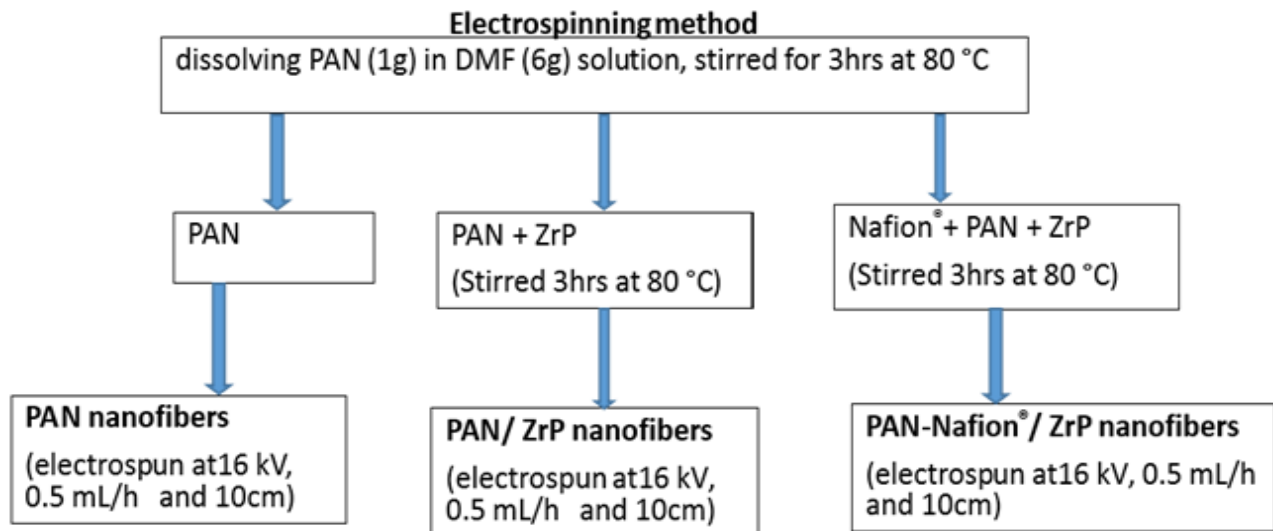 Electrospinning method
dissolving PAN (1g) in DMF (6g) solution, stirred for 3hrs at 80 °C
PAN
PAN + ZrP
(Stirred 3hrs at 80 °C)
Nafion®+ PAN + ZrP
(Stirred 3hrs at 80 °C)
PAN nanofibers
(electrospun at16 kV,
0.5 mL/h and 10cm)
PAN/ ZrP nanofibers
(electrospun at16 kV,
0.5 mL/h and 10cm)
PAN-Nafion®/ ZrP nanofibers
(electrospun at16 kV, 0.5 mL/h
and 10cm)